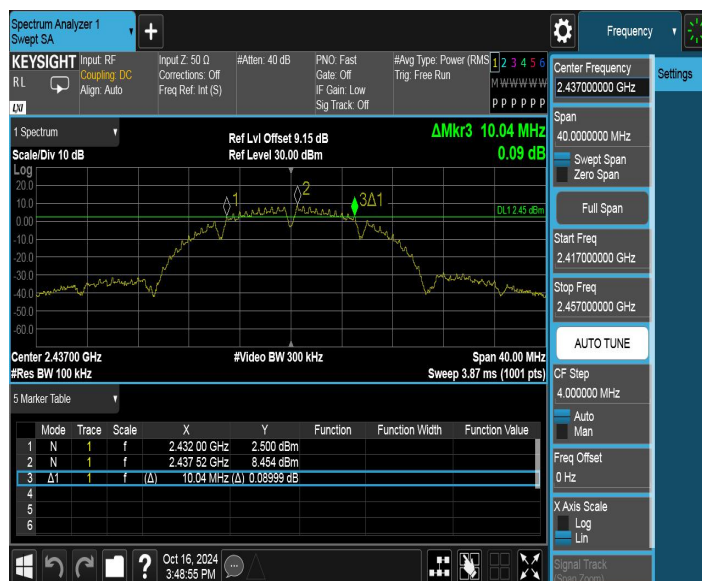 Spectrum Analyzer 1
Swept SA
+
Frequency
KEYSIGHT
RL
LXI
Input: RF
Coupling: DC
Align: Auto
Input Z: 50 Ω
Corrections: Off
Freq Ref: Int (S)
#Atten: 40 dB
PNO: Fast
Gate: Off
IF Gain: Low
Sig Track: Off
#Avg Type: Power (RMS
Trig: Free Run
1 2 3 4 5 6
M W W W W W
P P P P P P
1 Spectrum
Scale/Div 10 dB
Ref Lvl Offset 9.15 dB
Ref Level 30.00 dBm
ΔMkr3 10.04 MHz
0.09 dB
Log
20.0
10.0
0.00
-10.0
-20.0
-30.0
-40.0
-50.0
-60.0
1
2
3Δ1
DL1 2.45 dBm
Center 2.43700 GHz
#Res BW 100 kHz
#Video BW 300 kHz
Span 40.00 MHz
Sweep 3.87 ms (1001 pts)
5 Marker Table
Mode Trace Scale X Y Function Function Width Function Value
1 N 1 f 2.432 00 GHz 2.500 dBm
2 N 1 f 2.437 52 GHz 8.454 dBm
3 Δ1 1 f (Δ) 10.04 MHz (Δ) 0.08999 dB
4
5
6
?
Oct 16, 2024
3:48:55 PM
Center Frequency
2.437000000 GHz
Span
40.0000000 MHz
Swept Span
Zero Span
Full Span
Start Freq
2.417000000 GHz
Stop Freq
2.457000000 GHz
AUTO TUNE
CF Step
4.000000 MHz
Auto
Man
Freq Offset
0 Hz
X Axis Scale
Log
Lin
Signal Track
(Span Zoom)
Settings